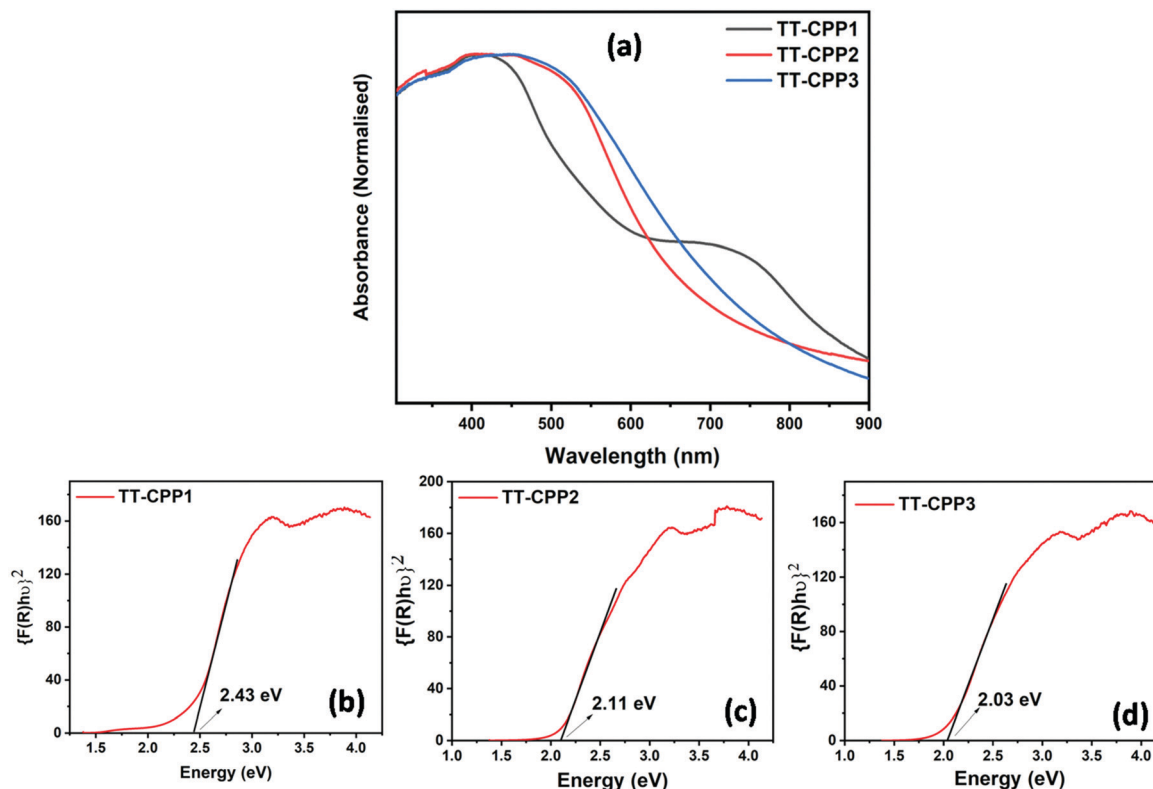 (a)
TT-CPP1
TT-CPP2
TT-CPP3
Absorbance (Normalised)
400 500 600 700 800 900
Wavelength (nm)
TT-CPP1
{F(R)hυ}²
160
120
80
40
0
2.43 eV
(b)
1.5 2.0 2.5 3.0 3.5 4.0
Energy (eV)
TT-CPP2
{F(R)hυ}²
200
160
120
80
40
0
2.11 eV
(c)
1.0 1.5 2.0 2.5 3.0 3.5 4.0
Energy (eV)
TT-CPP3
{F(R)hυ}²
160
120
80
40
0
2.03 eV
(d)
1.0 1.5 2.0 2.5 3.0 3.5 4.0
Energy (eV)